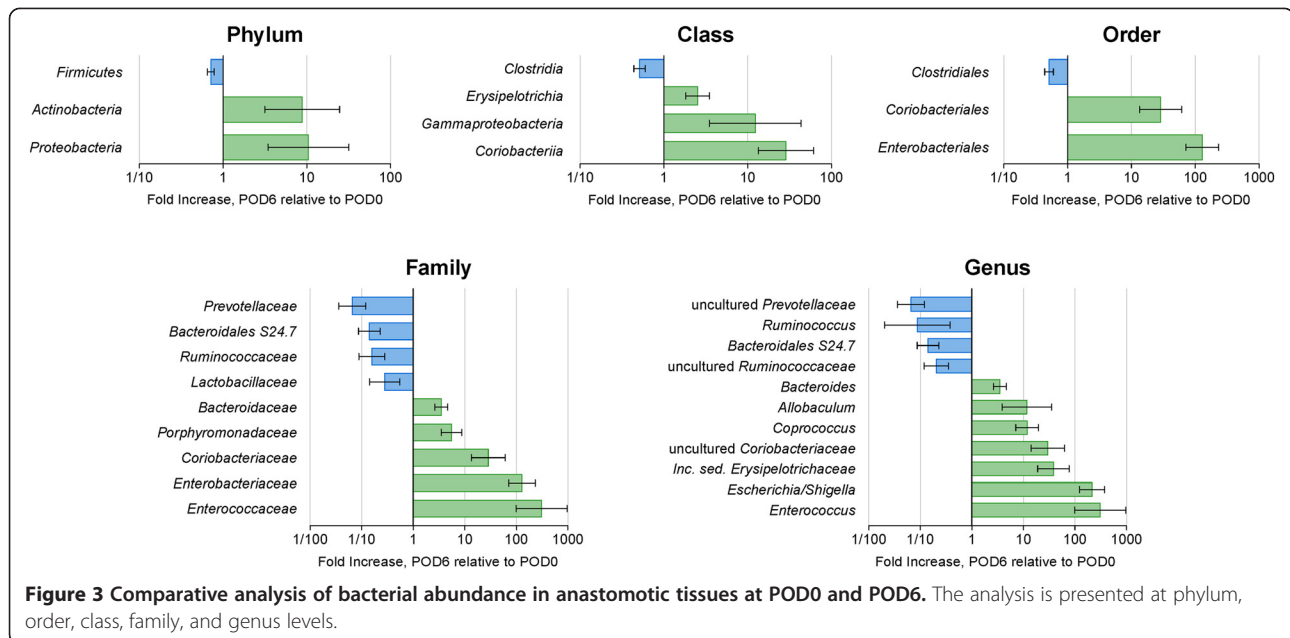 Phylum
Firmicutes
Actinobacteria
Proteobacteria
1/10 1 10 100
Fold Increase, POD6 relative to POD0
Class
Clostridia
Erysipelotrichia
Gammaproteobacteria
Coriobacteriia
1/10 1 10 100
Fold Increase, POD6 relative to POD0
Order
Clostridiales
Coriobacteriales
Enterobacteriales
1/10 1 10 100 1000
Fold Increase, POD6 relative to POD0
Family
Prevotellaceae
Bacteroidales S24.7
Ruminococcaceae
Lactobacillaceae
Bacteroidaceae
Porphyromonadaceae
Coriobacteriaceae
Enterobacteriaceae
Enterococcaceae
1/100 1/10 1 10 100 1000
Fold Increase, POD6 relative to POD0
Genus
uncultured Prevotellaceae
Ruminococcus
Bacteroidales S24.7
uncultured Ruminococcaceae
Bacteroides
Allobaculum
Coprococcus
uncultured Coriobacteriaceae
Inc. sed. Erysipelotrichaceae
Escherichia/Shigella
Enterococcus
1/100 1/10 1 10 100 1000
Fold Increase, POD6 relative to POD0
Figure 3 Comparative analysis of bacterial abundance in anastomotic tissues at POD0 and POD6. The analysis is presented at phylum,
order, class, family, and genus levels.